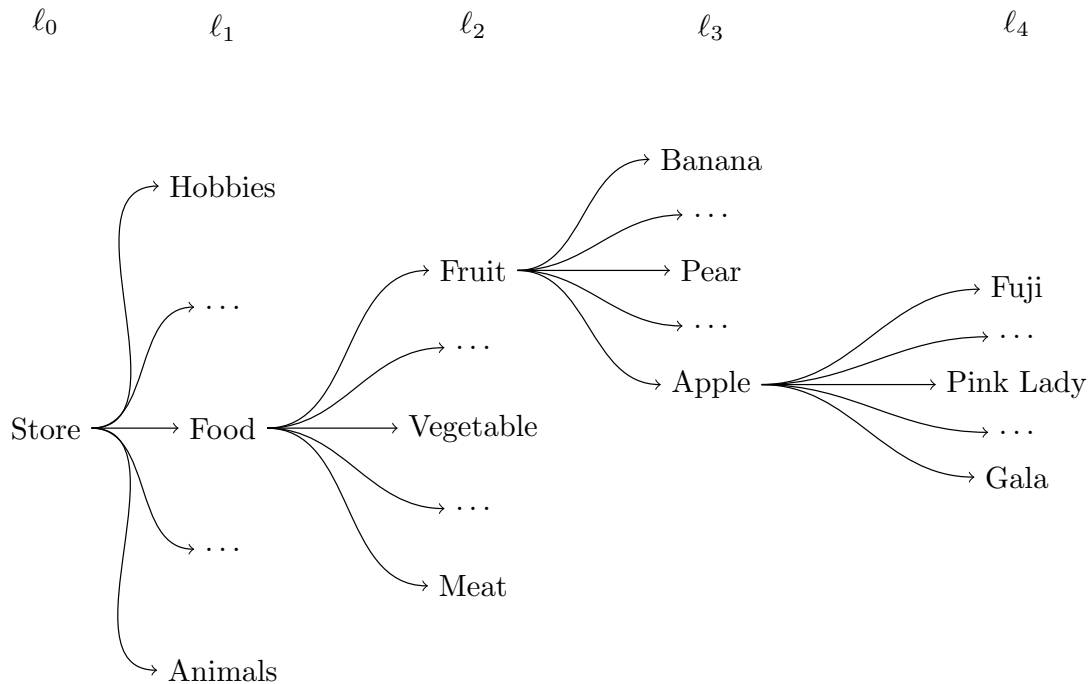 ℓ0 ℓ1 ℓ2 ℓ3 ℓ4
Banana
Hobbies
⋯
Fruit
Pear
Fuji
⋯
⋯
⋯
⋯
Apple
Pink Lady
Store
Food
Vegetable
⋯
Gala
⋯
⋯
Meat
Animals